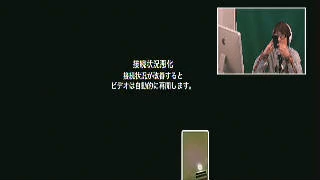 接続状況悪化
接続状況が改善すると
ビデオは自動的に再開します。